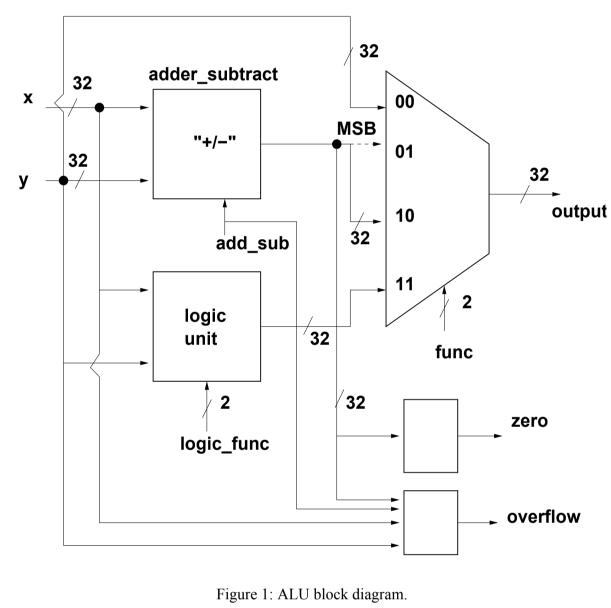 32
adder_subtract
32
x
00
MSB
"+/−"
01
32
32
y
output
10
32
add_sub
11
logic
unit
32
2
func
2
32
logic_func
zero
overflow
Figure 1: ALU block diagram.